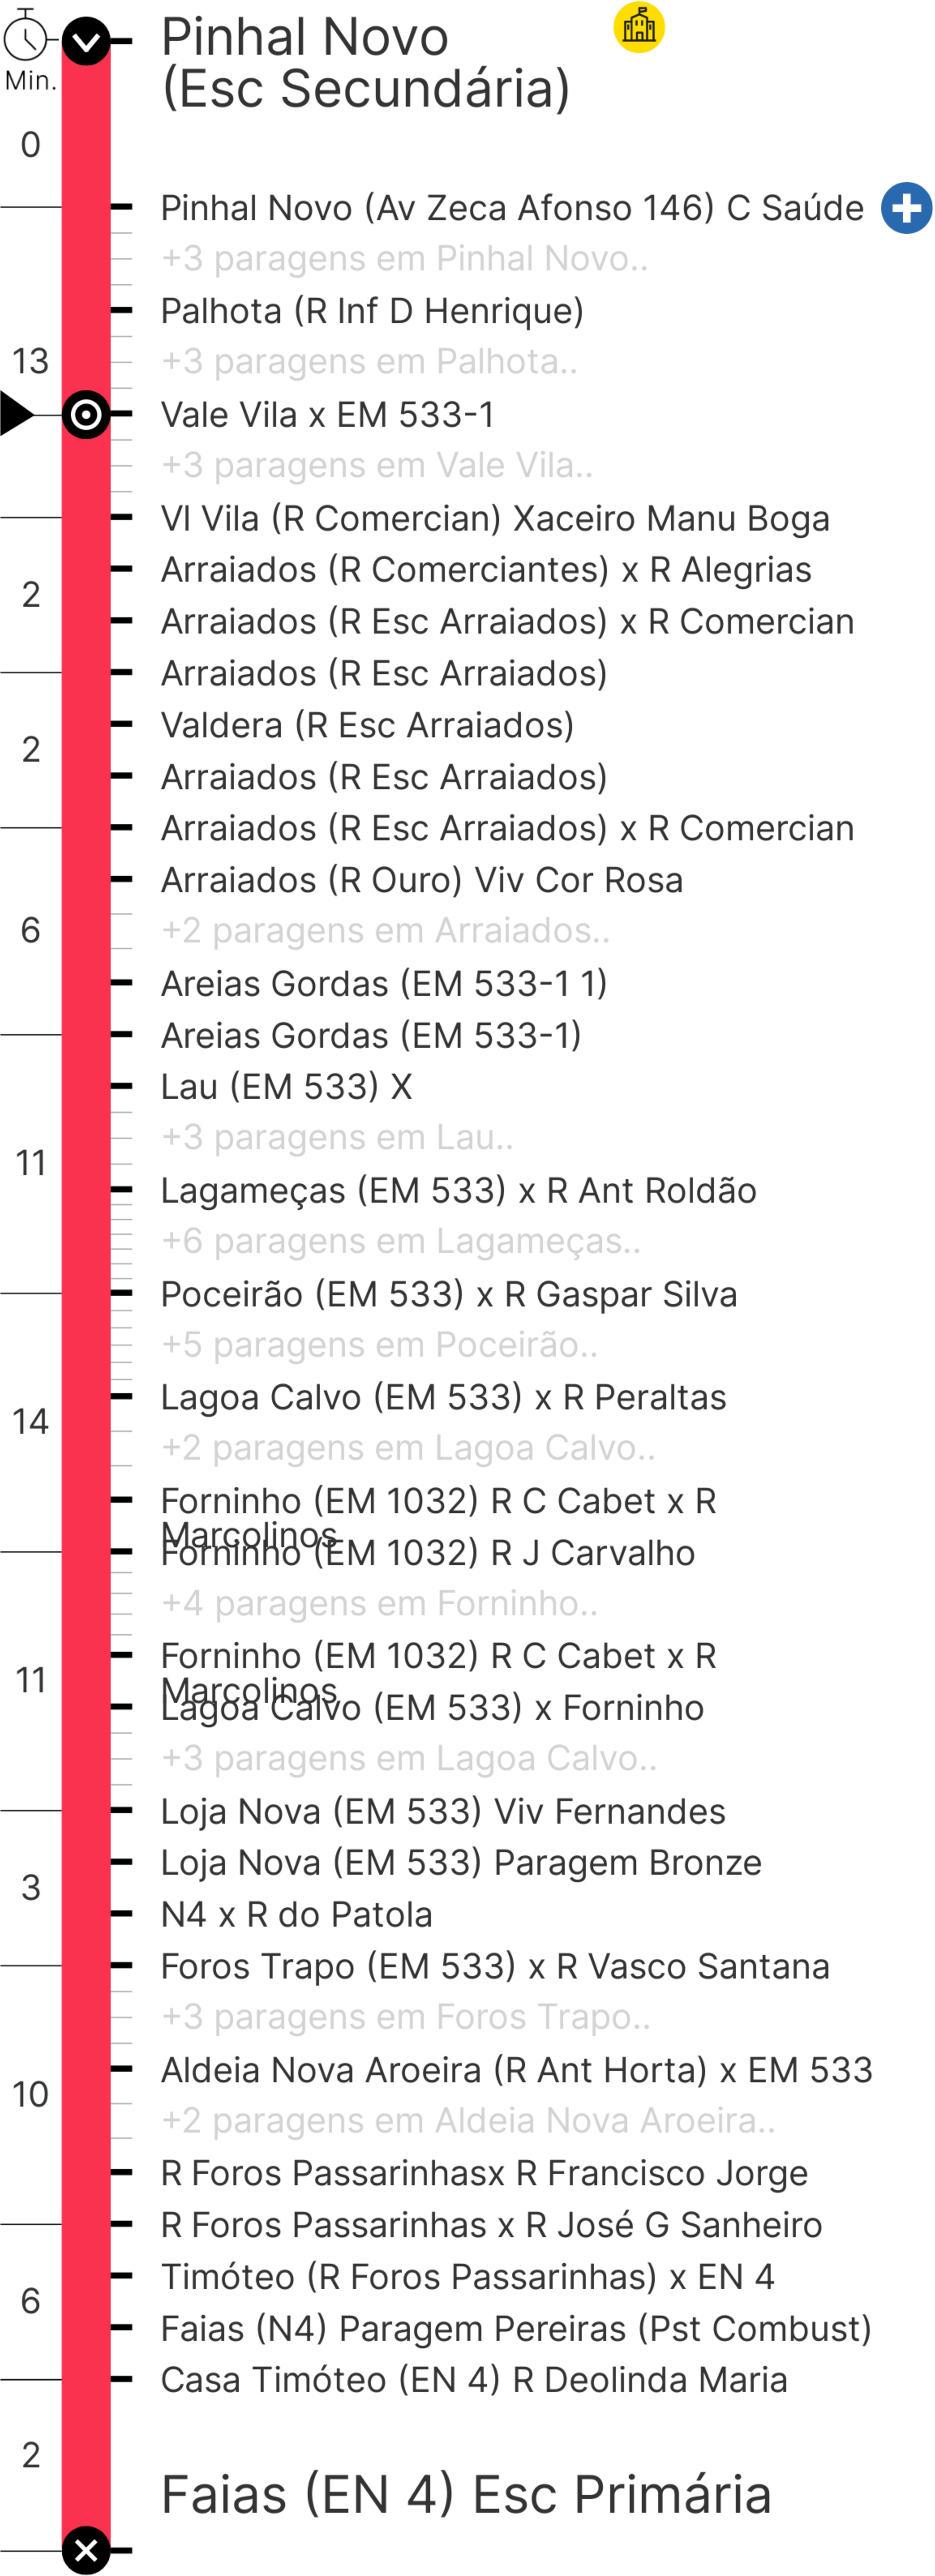 Pinhal Novo
(Esc Secundária)
Min.
0
Pinhal Novo (Av Zeca Afonso 146) C Saúde
+3 paragens em Pinhal Novo..
Palhota (R Inf D Henrique)
13
+3 paragens em Palhota..
Vale Vila x EM 533-1
+3 paragens em Vale Vila..
Vl Vila (R Comercian) Xaceiro Manu Boga
Arraiados (R Comerciantes) x R Alegrias
2
Arraiados (R Esc Arraiados) x R Comercian
Arraiados (R Esc Arraiados)
Valdera (R Esc Arraiados)
2
Arraiados (R Esc Arraiados)
Arraiados (R Esc Arraiados) x R Comercian
Arraiados (R Ouro) Viv Cor Rosa
6
+2 paragens em Arraiados..
Areias Gordas (EM 533-1 1)
Areias Gordas (EM 533-1)
Lau (EM 533) X
+3 paragens em Lau..
11
Lagameças (EM 533) x R Ant Roldão
+6 paragens em Lagameças..
Poceirão (EM 533) x R Gaspar Silva
+5 paragens em Poceirão..
Lagoa Calvo (EM 533) x R Peraltas
14
+2 paragens em Lagoa Calvo..
Forninho (EM 1032) R C Cabet x R
Marcolinos
Forninho (EM 1032) R J Carvalho
+4 paragens em Forninho..
Forninho (EM 1032) R C Cabet x R
11
Marcolinos
Lagoa Calvo (EM 533) x Forninho
+3 paragens em Lagoa Calvo..
Loja Nova (EM 533) Viv Fernandes
Loja Nova (EM 533) Paragem Bronze
3
N4 x R do Patola
Foros Trapo (EM 533) x R Vasco Santana
+3 paragens em Foros Trapo..
Aldeia Nova Aroeira (R Ant Horta) x EM 533
10
+2 paragens em Aldeia Nova Aroeira..
R Foros Passarinhasx R Francisco Jorge
R Foros Passarinhas x R José G Sanheiro
Timóteo (R Foros Passarinhas) x EN 4
6
Faias (N4) Paragem Pereiras (Pst Combust)
Casa Timóteo (EN 4) R Deolinda Maria
2
Faias (EN 4) Esc Primária